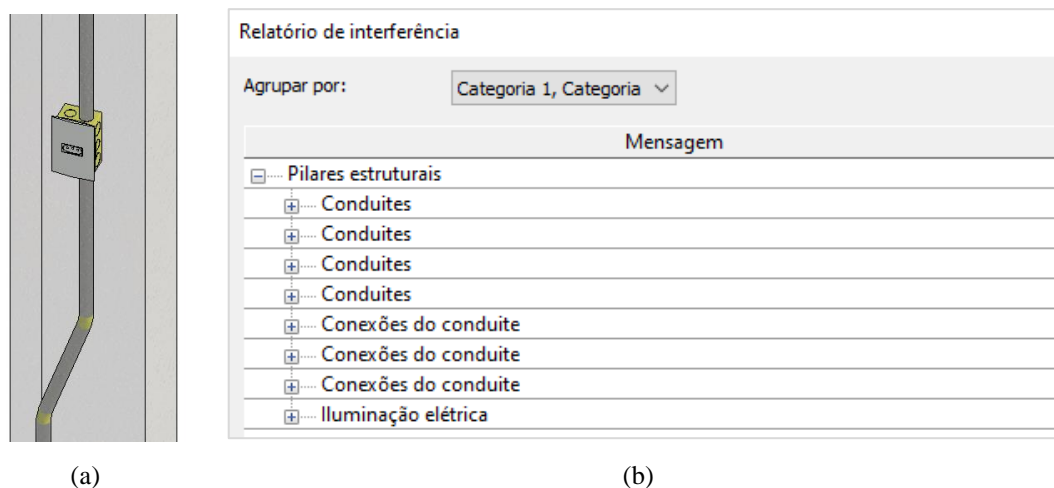 Relatório de interferência
Agrupar por:
Categoria 1, Categoria
Mensagem
Pilares estruturais
Conduites
Conduites
Conduites
Conduites
Conexões do conduite
Conexões do conduite
Conexões do conduite
Iluminação elétrica
(a)
(b)